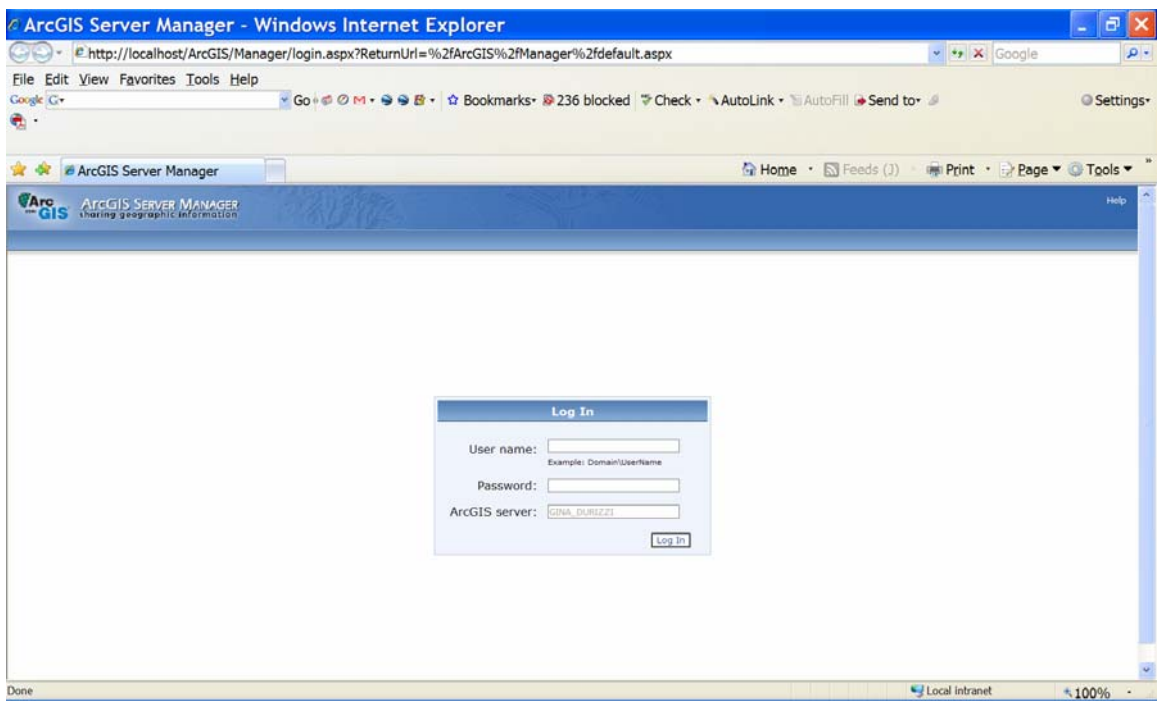 ArcGIS Server Manager - Windows Internet Explorer
http://localhost/ArcGIS/Manager/login.aspx?ReturnUrl=%2fArcGIS%2fManager%2fdefault.aspx Google
File Edit View Favorites Tools Help
Google G Go Bookmarks 236 blocked Check AutoLink AutoFill Send to Settings
ArcGIS Server Manager Home Feeds (J) Print Page Tools »
Arc GIS ArcGIS Server Manager Help
sharing geographic information
Log In
User name:
Example: Domain\UserName
Password:
ArcGIS server: GINA_DURIZZI
Log In
Done Local intranet 100%